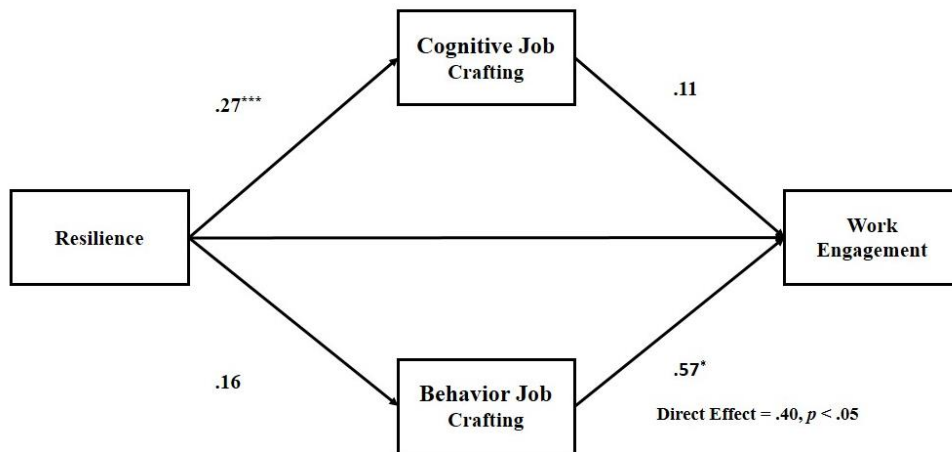 Cognitive Job
Crafting
.27***
.11
Resilience
Work
Engagement
.16
Behavior Job
Crafting
.57*
Direct Effect = .40, p < .05